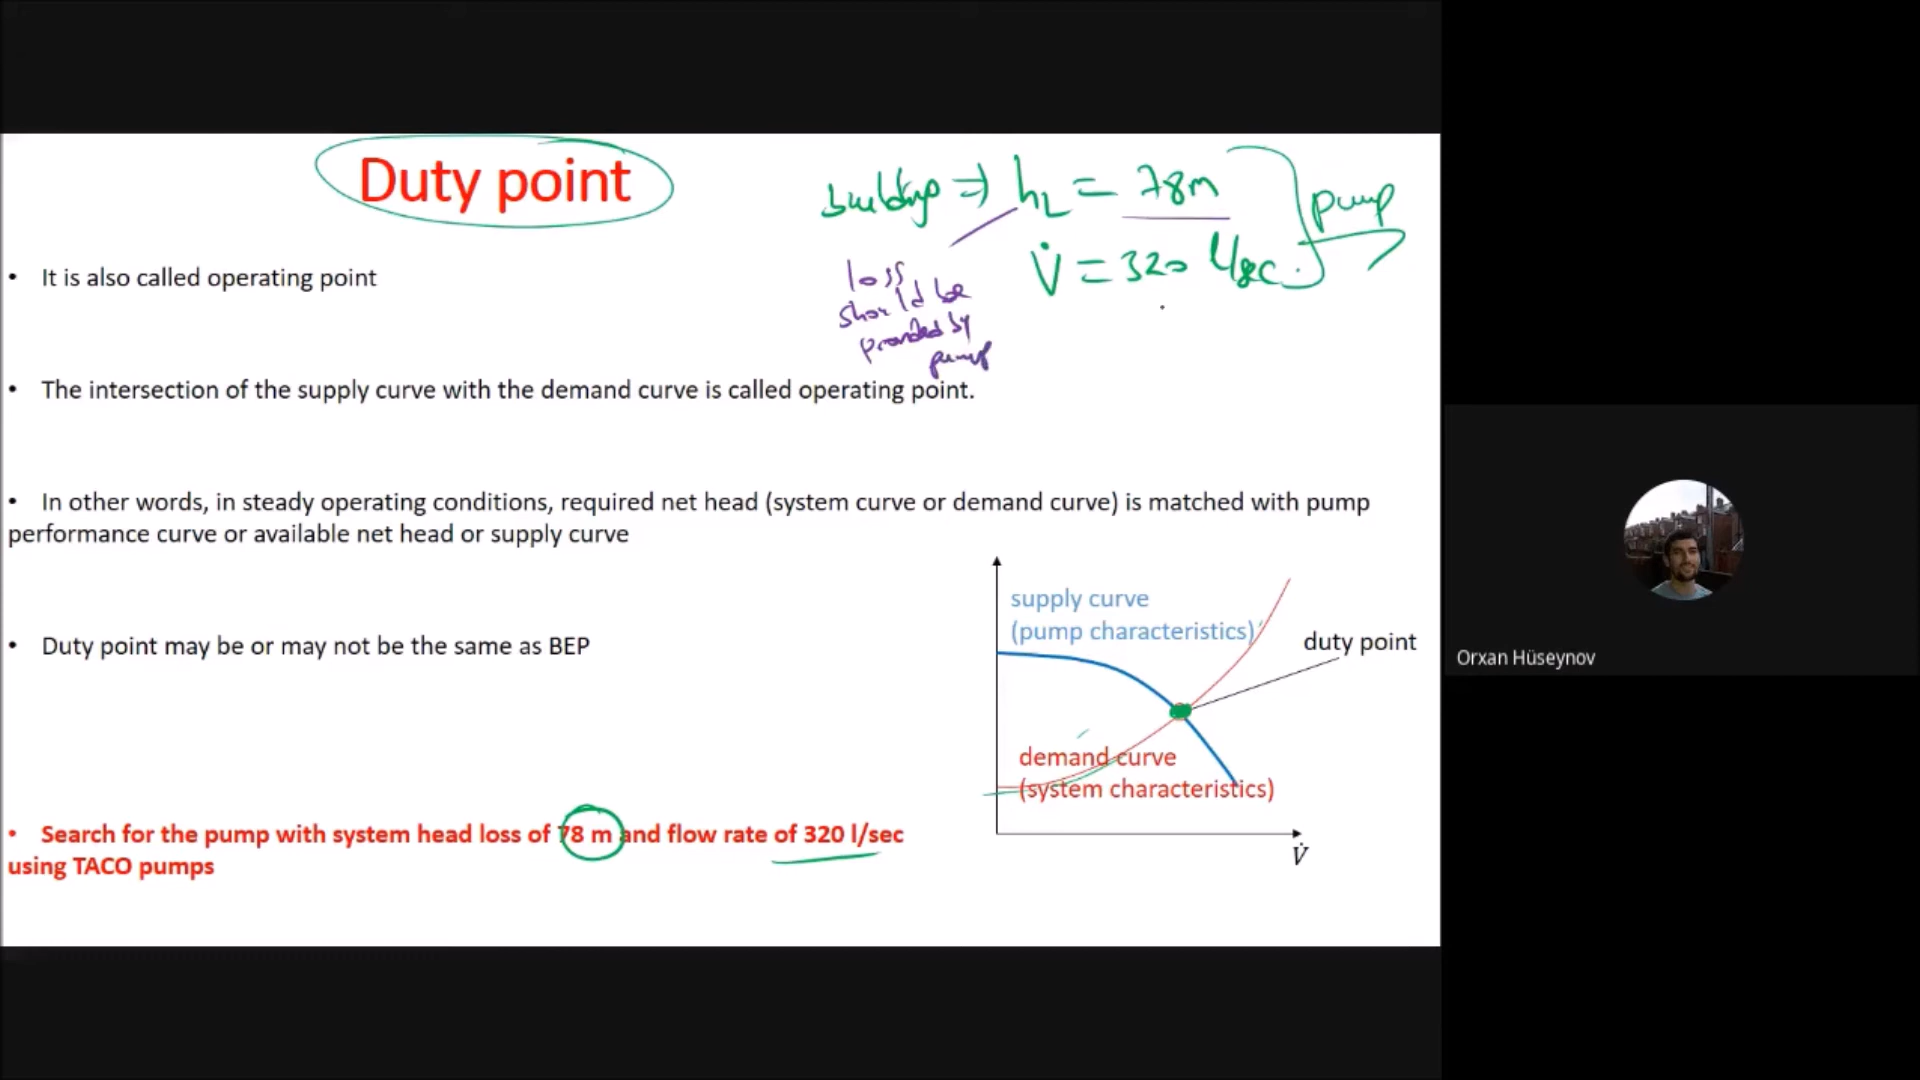 Duty point
building => hL = 78m
V̇ = 320 l/sec.
pump
loss
should be
provided by
pump
• It is also called operating point
• The intersection of the supply curve with the demand curve is called operating point.
• In other words, in steady operating conditions, required net head (system curve or demand curve) is matched with pump
performance curve or available net head or supply curve
supply curve
(pump characteristics)
duty point
• Duty point may be or may not be the same as BEP
demand curve
(system characteristics)
V̇
• Search for the pump with system head loss of 78 m and flow rate of 320 l/sec
using TACO pumps
Orxan Hüseynov